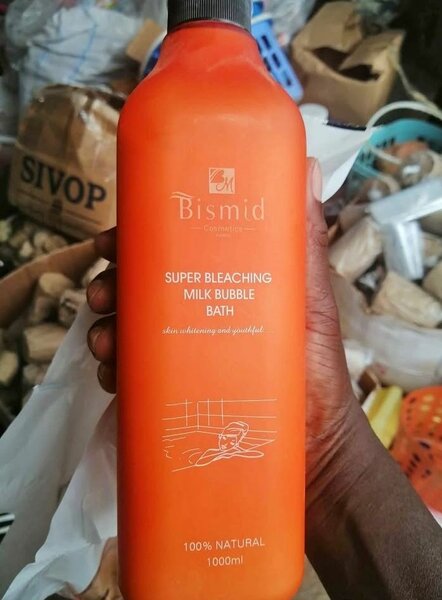 SIVOP
BM
Bismid
Cosmetics
SUPER BLEACHING
MILK BUBBLE
BATH
skin whitening and youthful......
100% NATURAL
1000ml